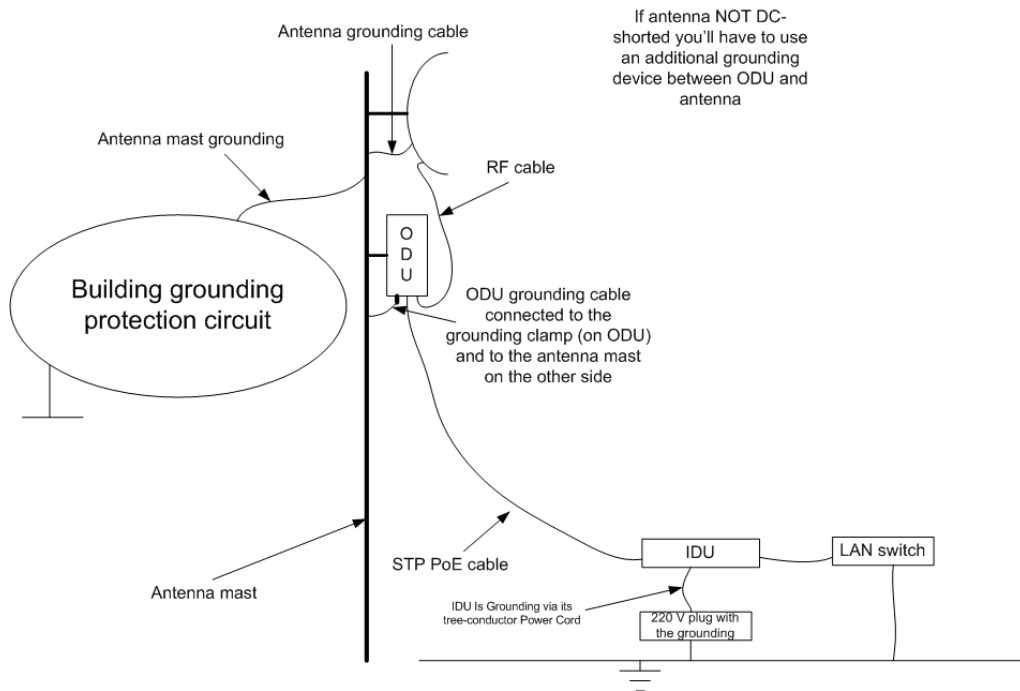 Antenna grounding cable
If antenna NOT DC-
shorted you'll have to use
an additional grounding
device between ODU and
antenna
Antenna mast grounding
RF cable
O
D
U
Building grounding
protection circuit
ODU grounding cable
connected to the
grounding clamp (on ODU)
and to the antenna mast
on the other side
STP PoE cable
IDU
LAN switch
Antenna mast
IDU Is Grounding via its
tree-conductor Power Cord
220 V plug with
the grounding